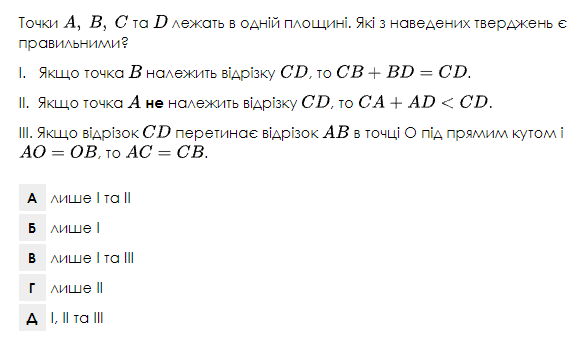 Точки A, B, C та D лежать в одній площині. Які з наведених тверджень є
правильними?
I. Якщо точка B належить відрізку CD, то CB + BD = CD.
II. Якщо точка A не належить відрізку CD, то CA + AD < CD.
III. Якщо відрізок CD перетинає відрізок AB в точці O під прямим кутом і
AO = OB, то AC = CB.
А лише I та II
Б лише I
В лише I та III
Г лише II
Д I, II та III